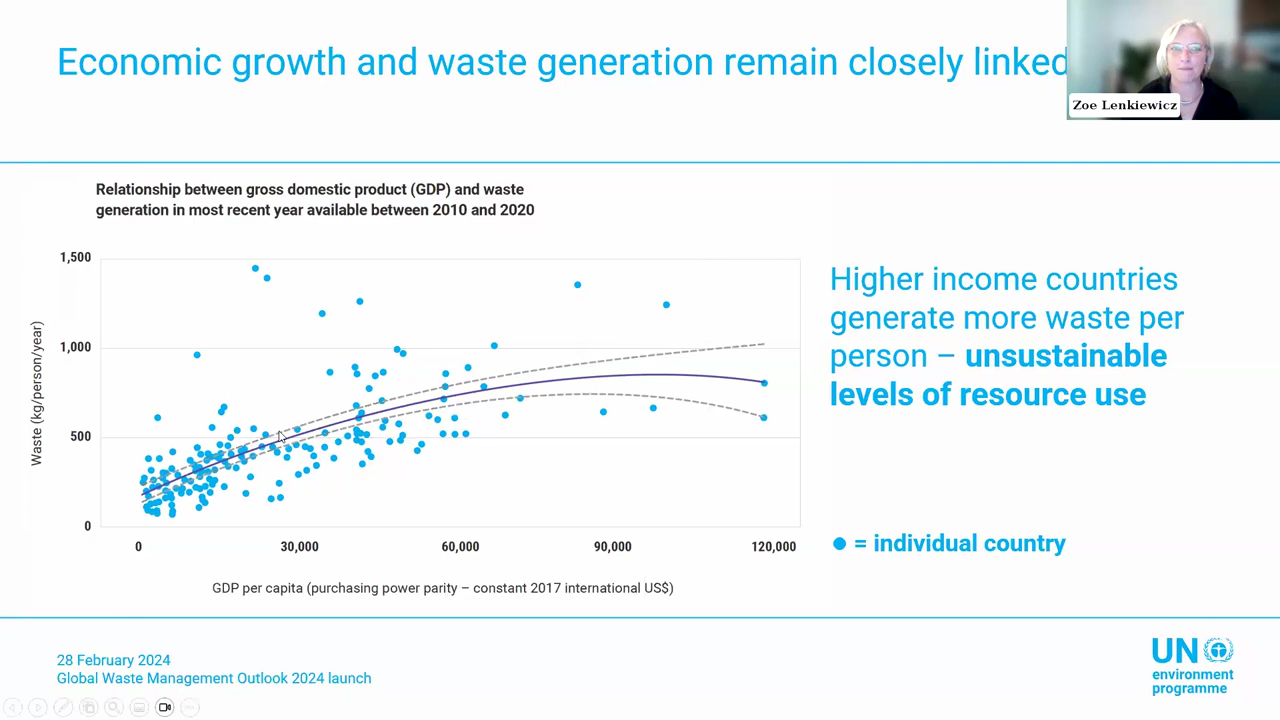 Economic growth and waste generation remain closely linked
Zoe Lenkiewicz
Relationship between gross domestic product (GDP) and waste
generation in most recent year available between 2010 and 2020
Waste (kg/person/year)
1,500
1,000
500
0
0 30,000 60,000 90,000 120,000
GDP per capita (purchasing power parity – constant 2017 international US$)
Higher income countries
generate more waste per
person – unsustainable
levels of resource use
= individual country
28 February 2024
Global Waste Management Outlook 2024 launch
UN
environment
programme